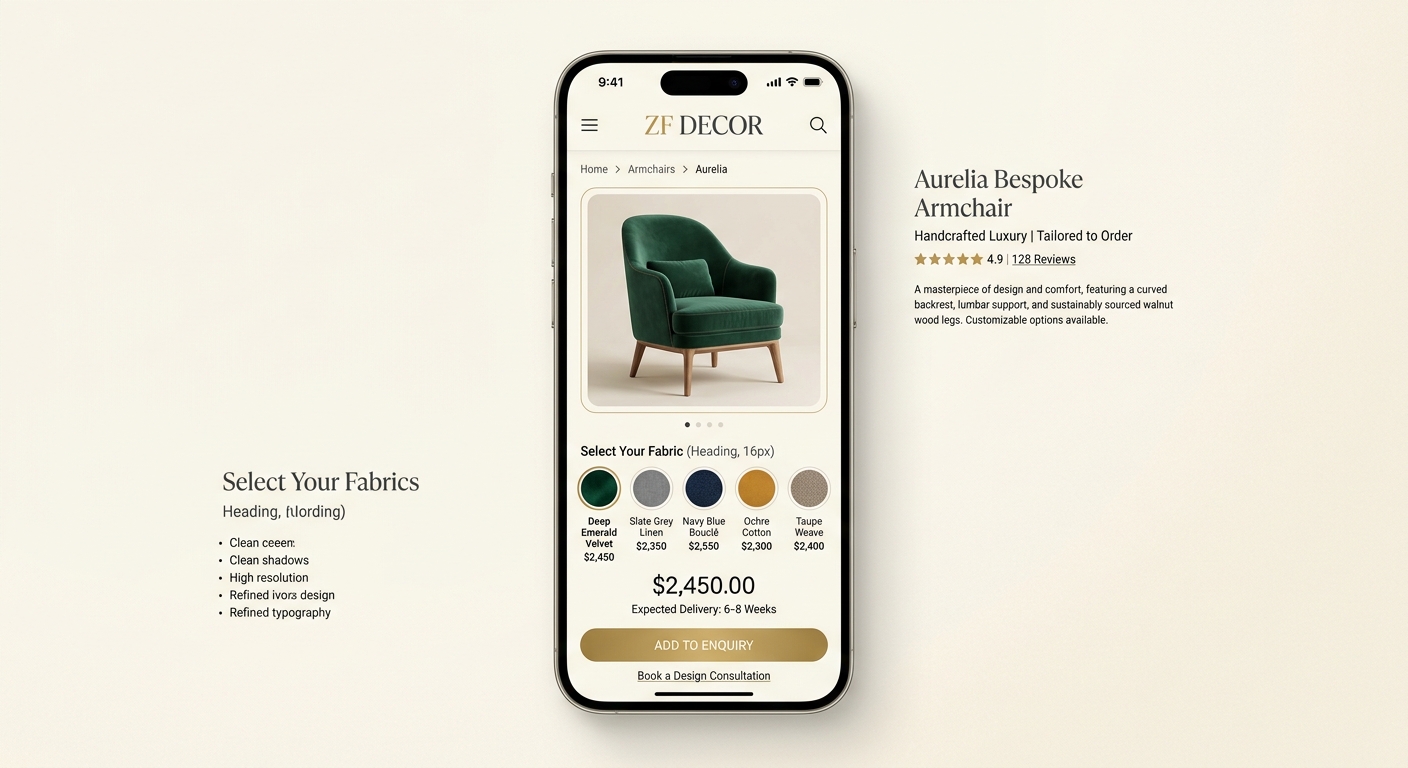 9:41
ZF DECOR
Home > Armchairs > Aurelia
Select Your Fabric (Heading, 16px)
Deep
Emerald
Velvet
$2,450
Slate Grey
Linen
$2,350
Navy Blue
Bouclé
$2,550
Ochre
Cotton
$2,300
Taupe
Weave
$2,400
$2,450.00
Expected Delivery: 6-8 Weeks
ADD TO ENQUIRY
Book a Design Consultation
Aurelia Bespoke
Armchair
Handcrafted Luxury | Tailored to Order
4.9 | 128 Reviews
A masterpiece of design and comfort, featuring a curved
backrest, lumbar support, and sustainably sourced walnut
wood legs. Customizable options available.
Select Your Fabrics
Heading,
• Clean
• Clean shadows
• High resolution
• Refined design
• Refined typography